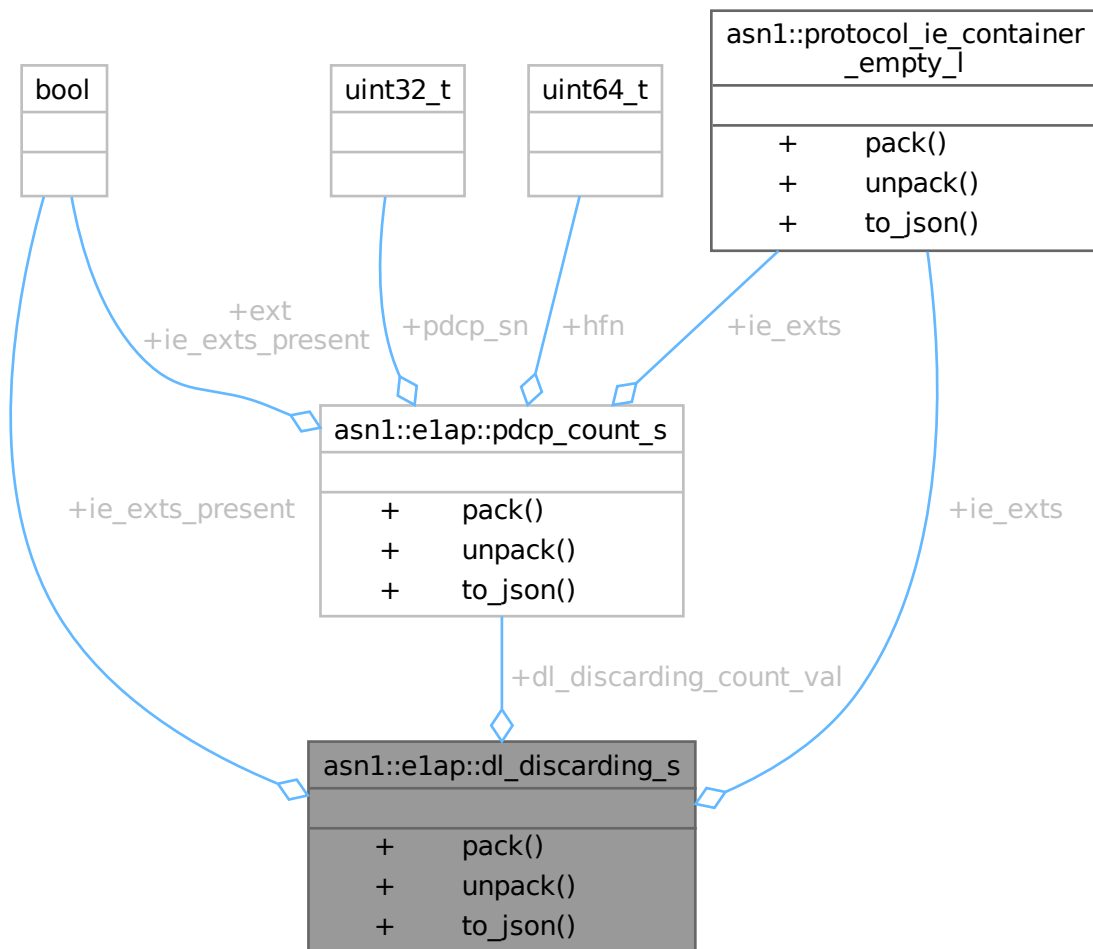 asn1::protocol_ie_container
_empty_l
+ pack()
+ unpack()
+ to_json()
bool
uint32_t
uint64_t
+ext
+ie_exts_present
+pdcp_sn
+hfn
+ie_exts
asn1::e1ap::pdcp_count_s
+ pack()
+ unpack()
+ to_json()
+ie_exts_present
+ie_exts
+dl_discarding_count_val
asn1::e1ap::dl_discarding_s
+ pack()
+ unpack()
+ to_json()